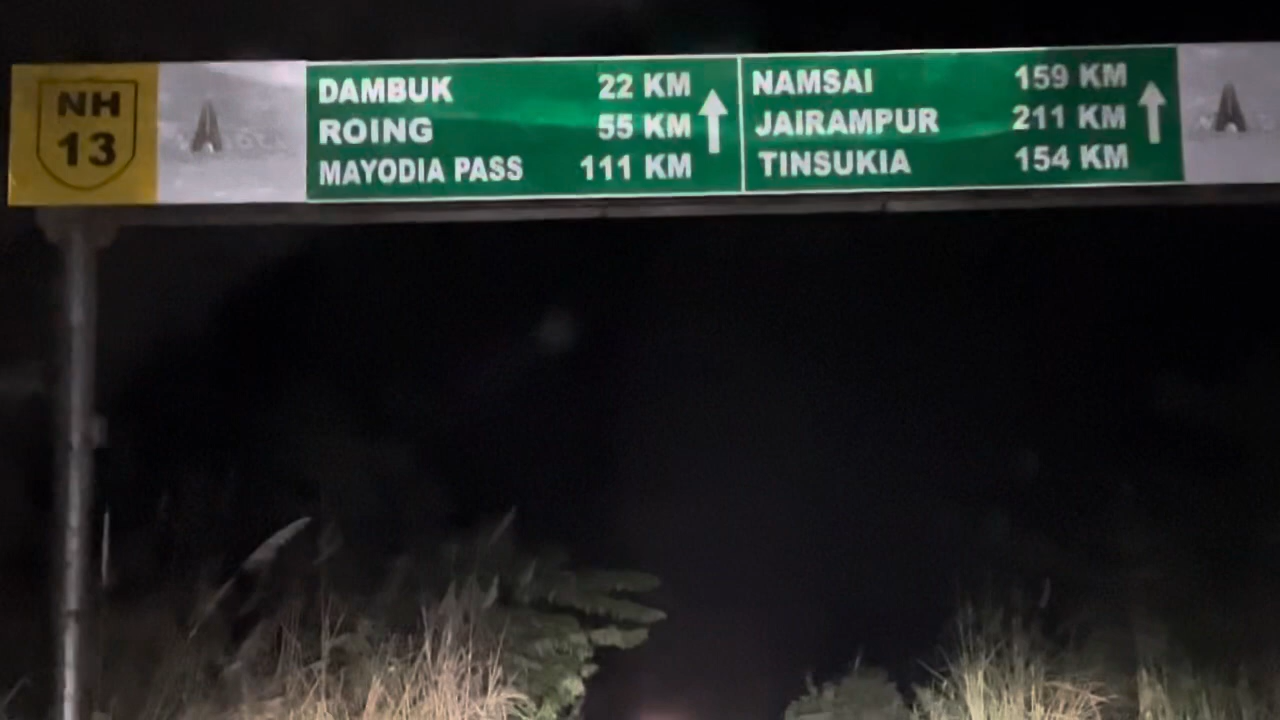 NH
13
DAMBUK 22 KM
ROING 55 KM
MAYODIA PASS 111 KM
NAMSAI 159 KM
JAIRAMPUR 211 KM
TINSUKIA 154 KM